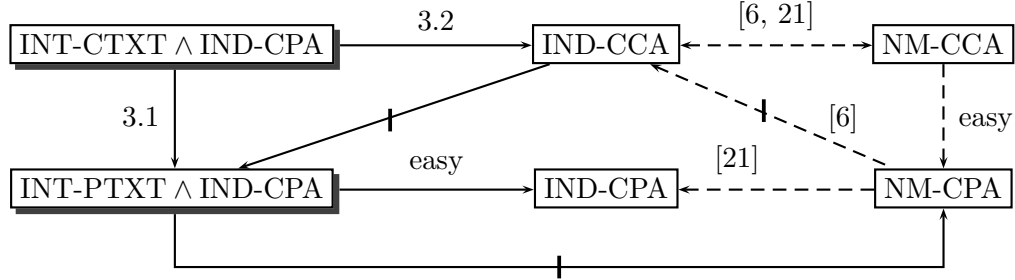 [6, 21]
3.2
INT-CTXT ∧ IND-CPA IND-CCA NM-CCA
3.1 [6] easy
easy [21]
INT-PTXT ∧ IND-CPA IND-CPA NM-CPA